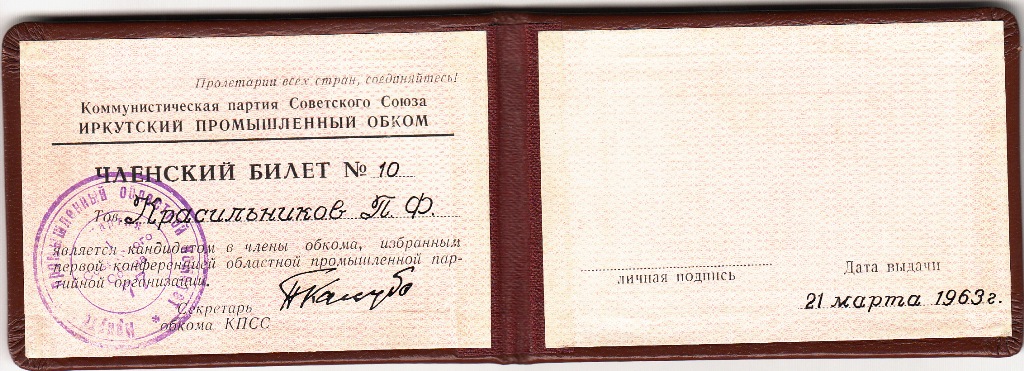 Пролетарии всех стран, соединяйтесь!
Коммунистическая партия Советского Союза
ИРКУТСКИЙ ПРОМЫШЛЕННЫЙ ОБКОМ
ЧЛЕНСКИЙ БИЛЕТ № 10
Тов. Красильников П. Ф.
является кандидатом в члены обкома, избранным
первой конференцией областной промышленной пар-
тийной организации.
Секретарь
обкома КПСС
личная подпись
Дата выдачи
21 марта 1963 г.